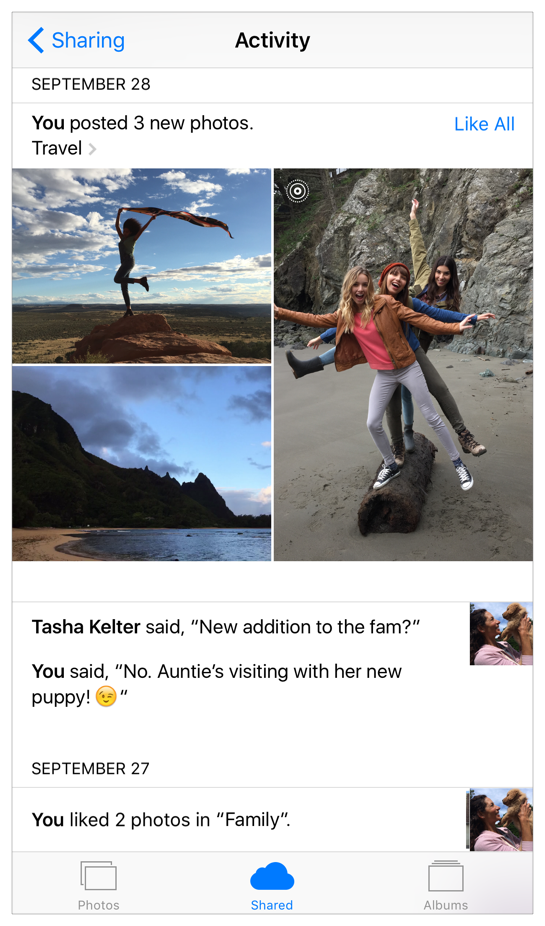 Sharing
Activity
SEPTEMBER 28
You posted 3 new photos.
Like All
Travel
Tasha Kelter said, “New addition to the fam?”
You said, “No. Auntie’s visiting with her new
puppy! 😉”
SEPTEMBER 27
You liked 2 photos in “Family”.
Photos
Shared
Albums